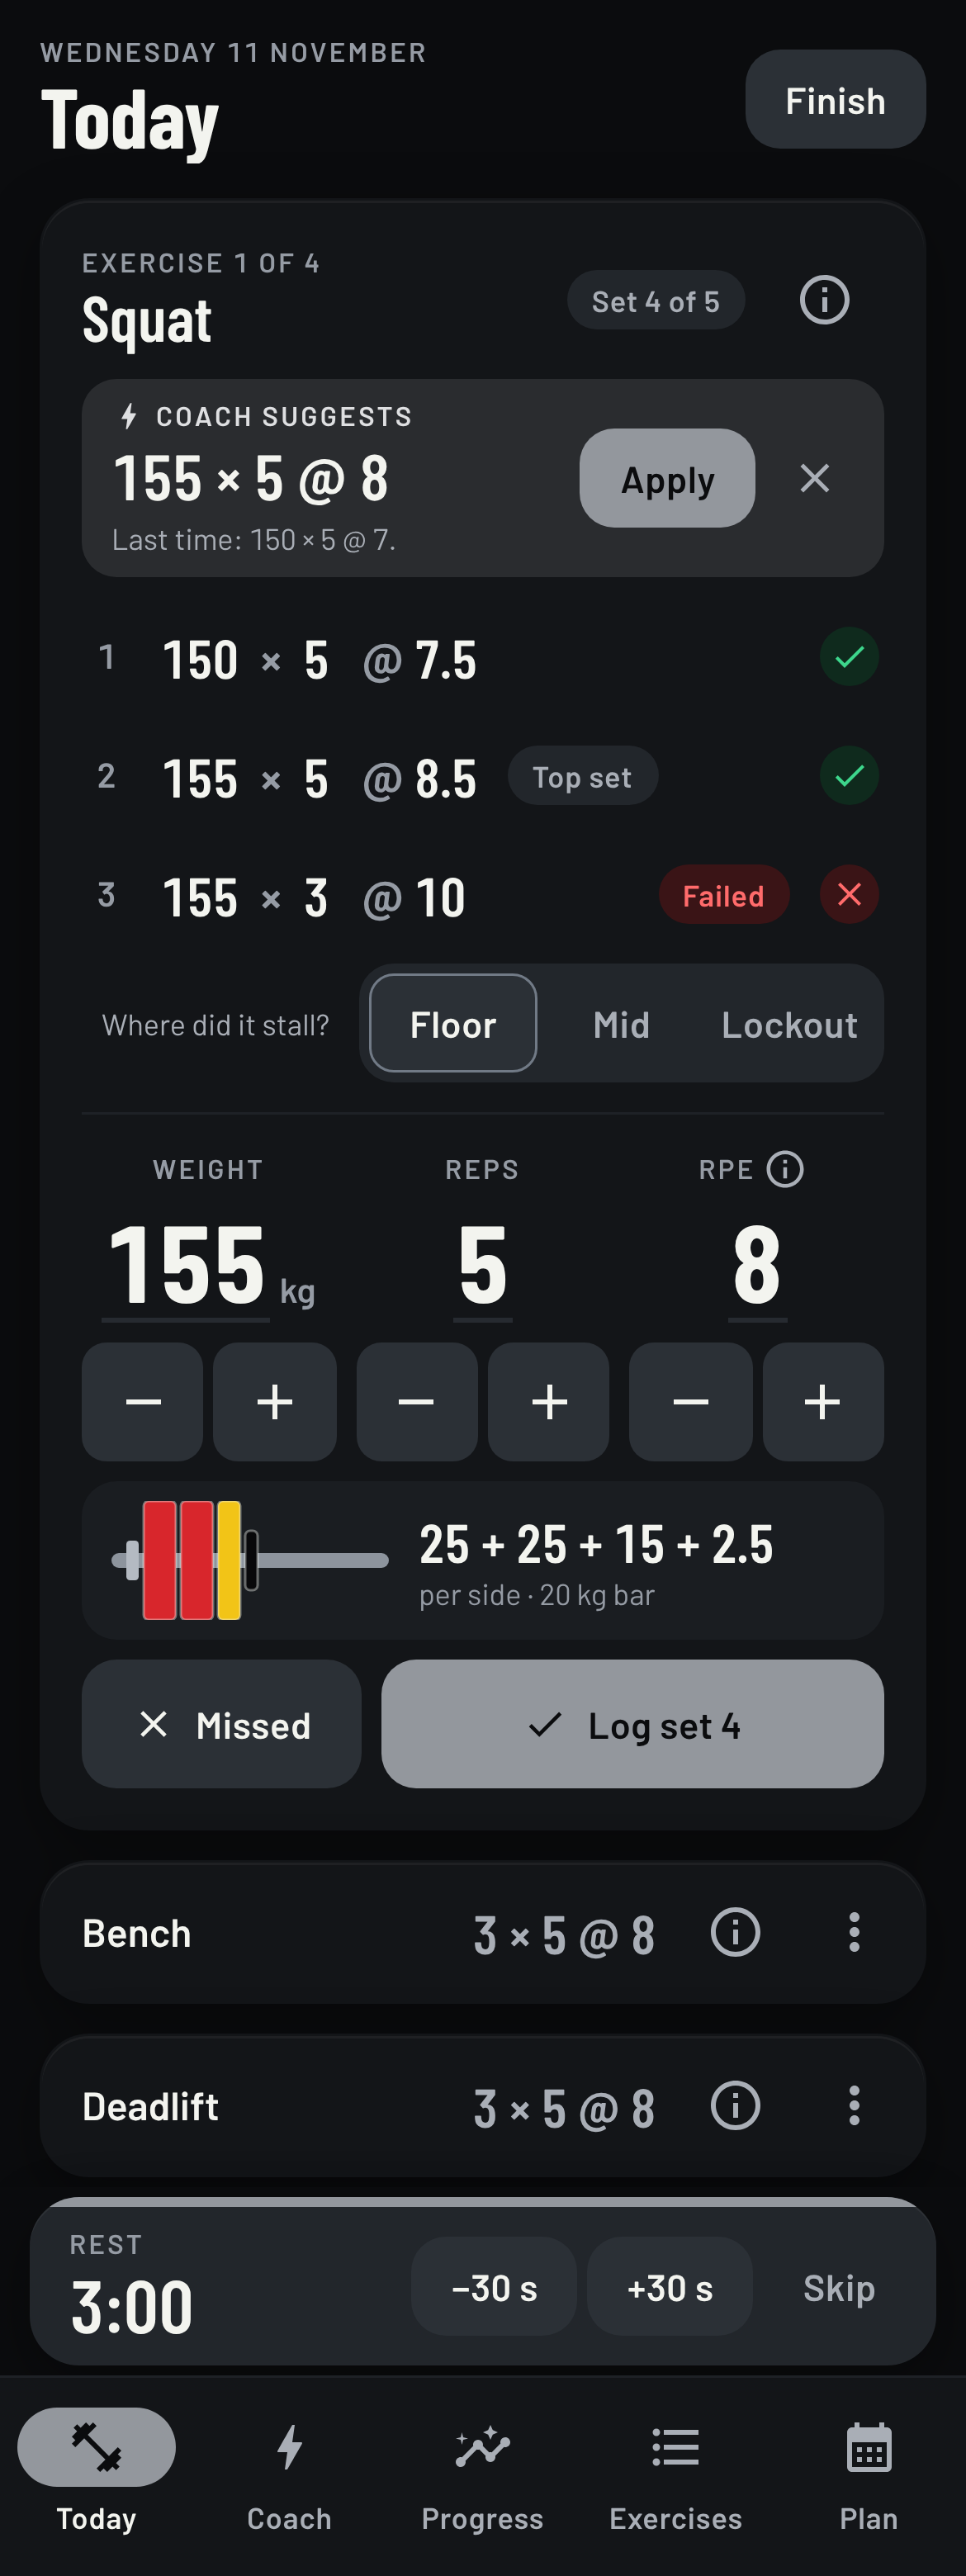 WEDNESDAY 11 NOVEMBER
Today
Finish
EXERCISE 1 OF 4
Squat
Set 4 of 5
COACH SUGGESTS
155 × 5 @ 8
Last time: 150 × 5 @ 7.
Apply
1 150 × 5 @ 7.5
2 155 × 5 @ 8.5 Top set
3 155 × 3 @ 10 Failed
Where did it stall? Floor Mid Lockout
WEIGHT REPS RPE
155 kg 5 8
25 + 25 + 15 + 2.5
per side · 20 kg bar
Missed Log set 4
Bench 3 × 5 @ 8
Deadlift 3 × 5 @ 8
REST
3:00
−30 s +30 s Skip
Today Coach Progress Exercises Plan